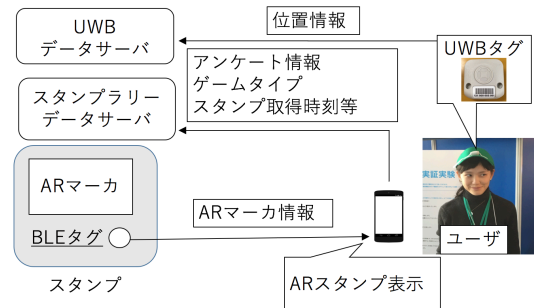 位置情報
UWB
データサーバ
UWBタグ
アンケート情報
ゲームタイプ
スタンプ取得時刻等
スタンプラリー
データサーバ
実証実験
ARマーカ
ARマーカ情報
BLEタグ
ユーザ
スタンプ
ARスタンプ表示